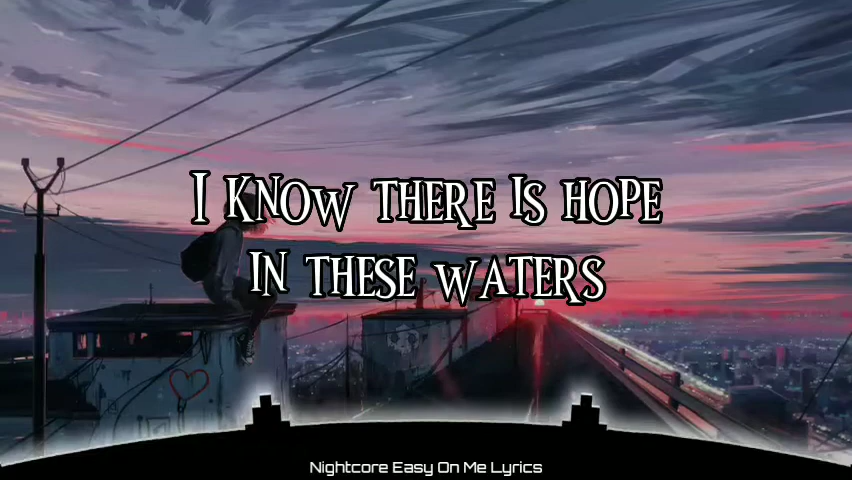 I KNOW THERE IS HOPE
IN THESE WATERS
Nightcore Easy On Me Lyrics